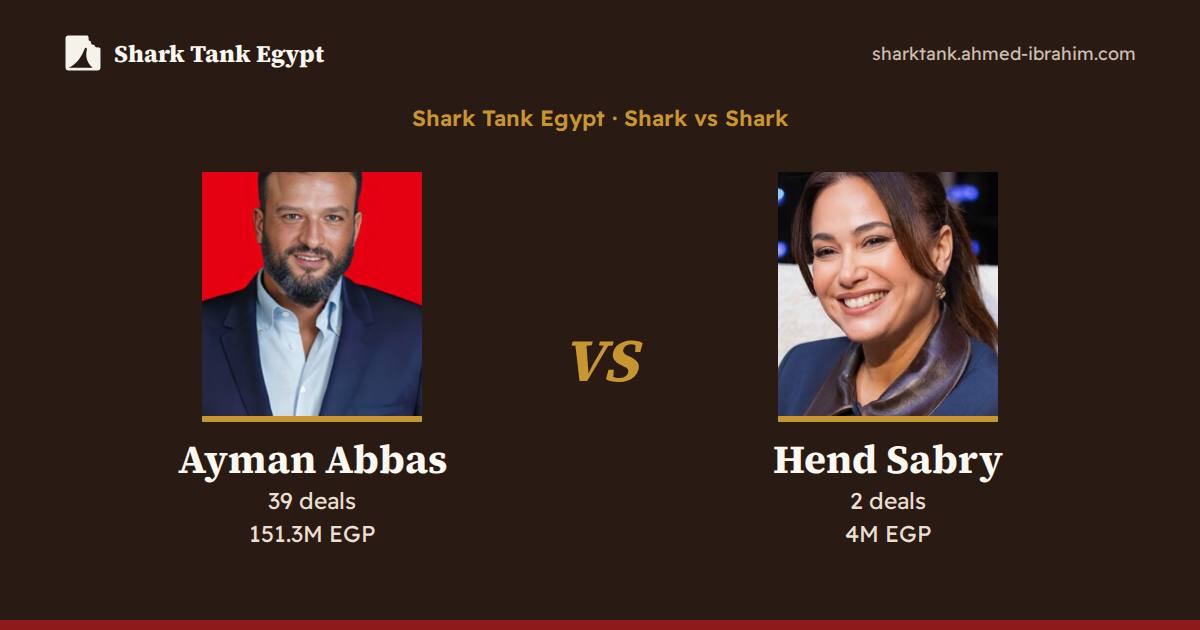 Shark Tank Egypt
sharktank.ahmed-ibrahim.com
Shark Tank Egypt · Shark vs Shark
VS
Ayman Abbas
39 deals
151.3M EGP
Hend Sabry
2 deals
4M EGP